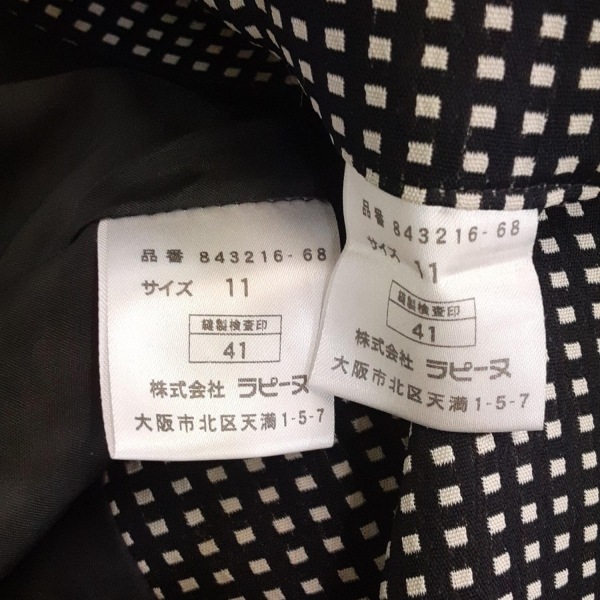 品番 843216-68
サイズ 11
縫製検査印
41
株式会社 ラピーヌ
大阪市北区天満1-5-7
品番 843216-68
サイズ 11
縫製検査印
41
株式会社 ラピーヌ
大阪市北区天満1-5-7